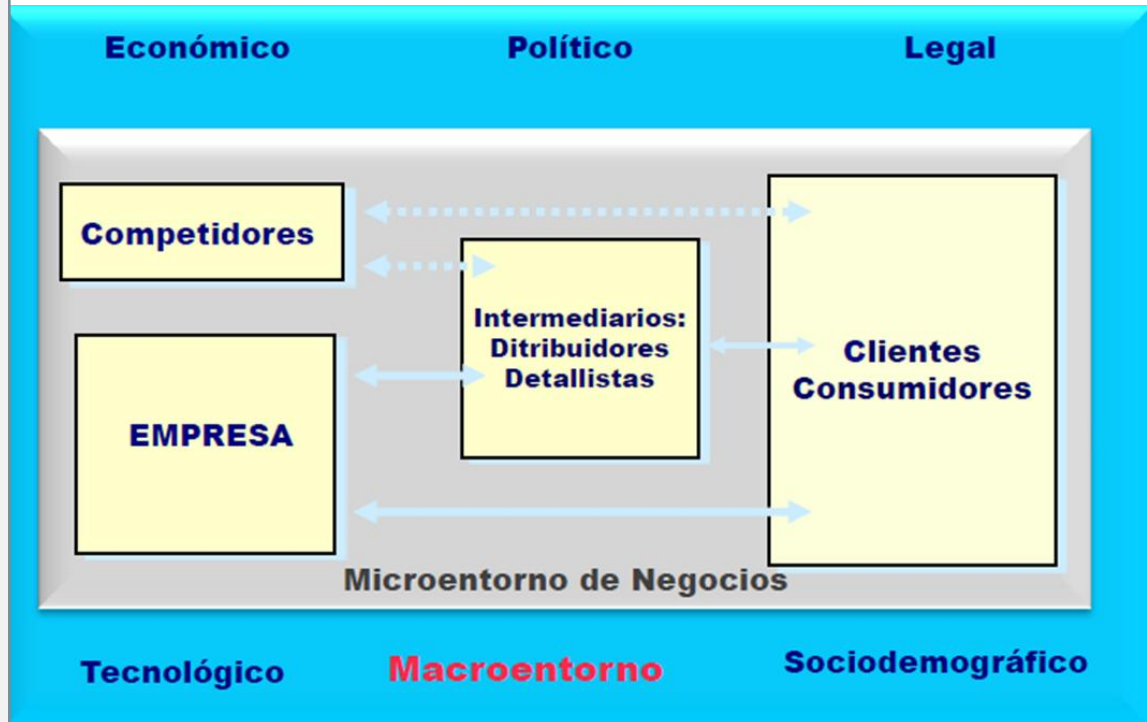 Económico
Político
Legal
Competidores
Intermediarios:
Ditribuidores
Detallistas
Clientes
Consumidores
EMPRESA
Microentorno de Negocios
Tecnológico
Macroentorno
Sociodemográfico